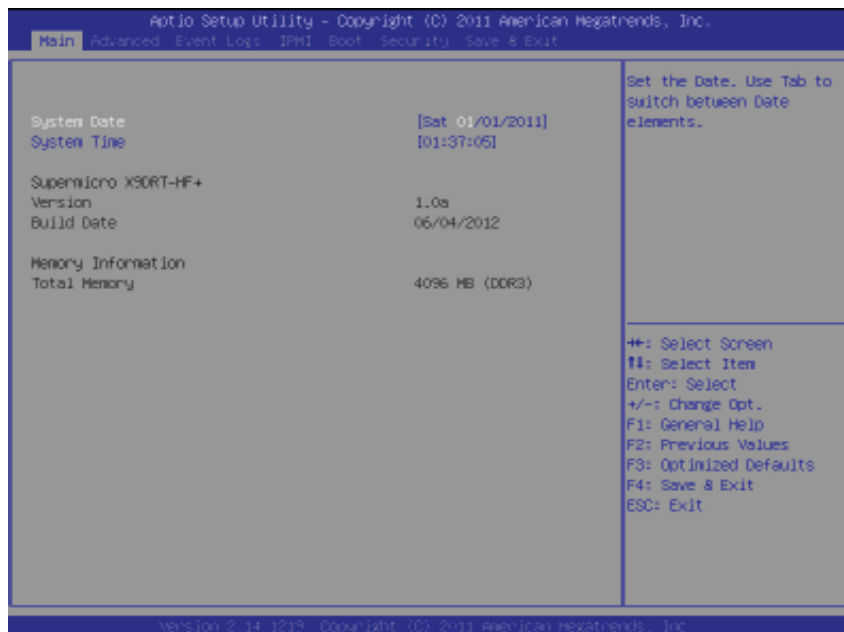 Aptio Setup Utility - Copyright (C) 2011 American Megatrends, Inc.
Main Advanced Event Logs IPMI Boot Security Save & Exit
Set the Date. Use Tab to
switch between Date
elements.
System Date [Sat 01/01/2011]
System Time [01:37:05]
Supermicro X9DRT-HF+
Version 1.0a
Build Date 06/04/2012
Memory Information
Total Memory 4096 MB (DDR3)
→←: Select Screen
↑↓: Select Item
Enter: Select
+/-: Change Opt.
F1: General Help
F2: Previous Values
F3: Optimized Defaults
F4: Save & Exit
ESC: Exit
Version 2.14.1219. Copyright (C) 2011 American Megatrends, Inc.